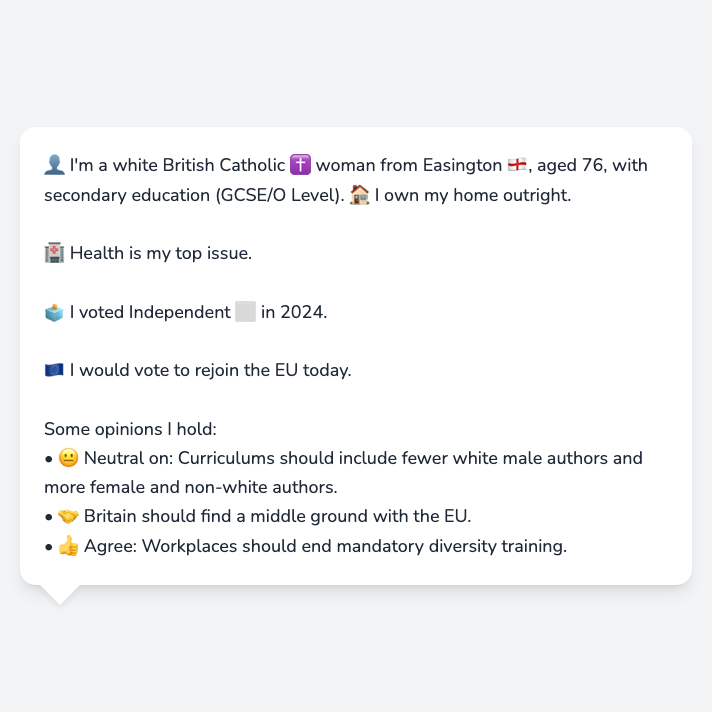 👤 I'm a white British Catholic ✝️ woman from Easington 🏴󠁧󠁢󠁥󠁮󠁧󠁿, aged 76, with
secondary education (GCSE/O Level). 🏠 I own my home outright.
🏥 Health is my top issue.
🗳️ I voted Independent ⬜ in 2024.
🇪🇺 I would vote to rejoin the EU today.
Some opinions I hold:
• 😐 Neutral on: Curriculums should include fewer white male authors and
more female and non-white authors.
• 🤝 Britain should find a middle ground with the EU.
• 👍 Agree: Workplaces should end mandatory diversity training.